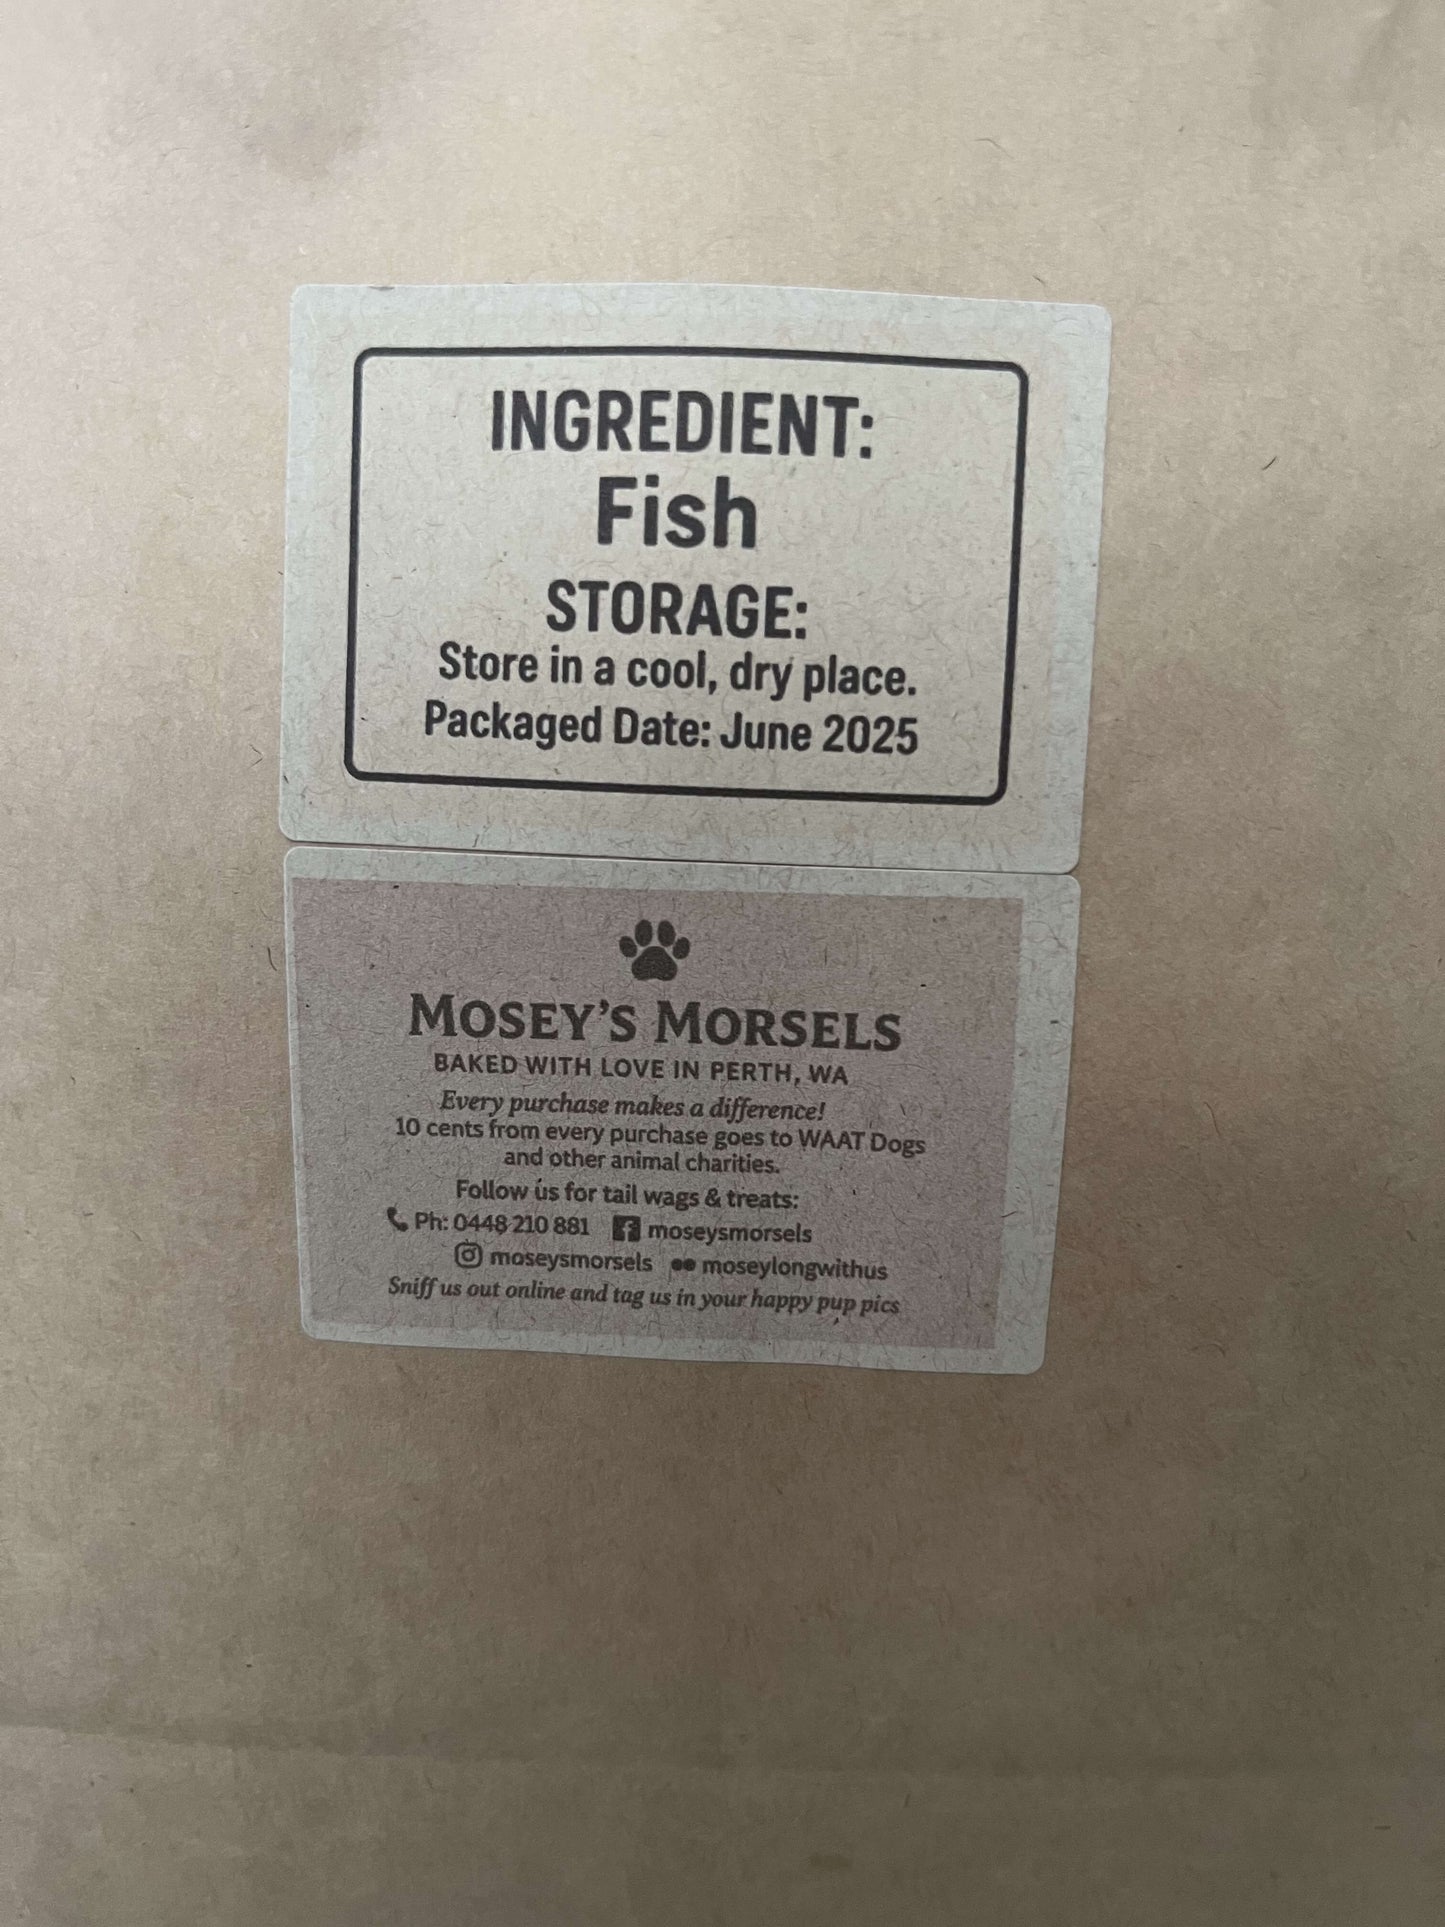 INGREDIENT:
Fish
STORAGE:
Store in a cool, dry place.
Packaged Date: June 2025
MOSEY'S MORSELS
BAKED WITH LOVE IN PERTH, WA
Every purchase makes a difference!
10 cents from every purchase goes to WAAT Dogs
and other animal charities.
Follow us for tail wags & treats:
Ph: 0448 210 881 moseysmorsels
moseysmorsels moseylongwithus
Sniff us out online and tag us in your happy pup pics